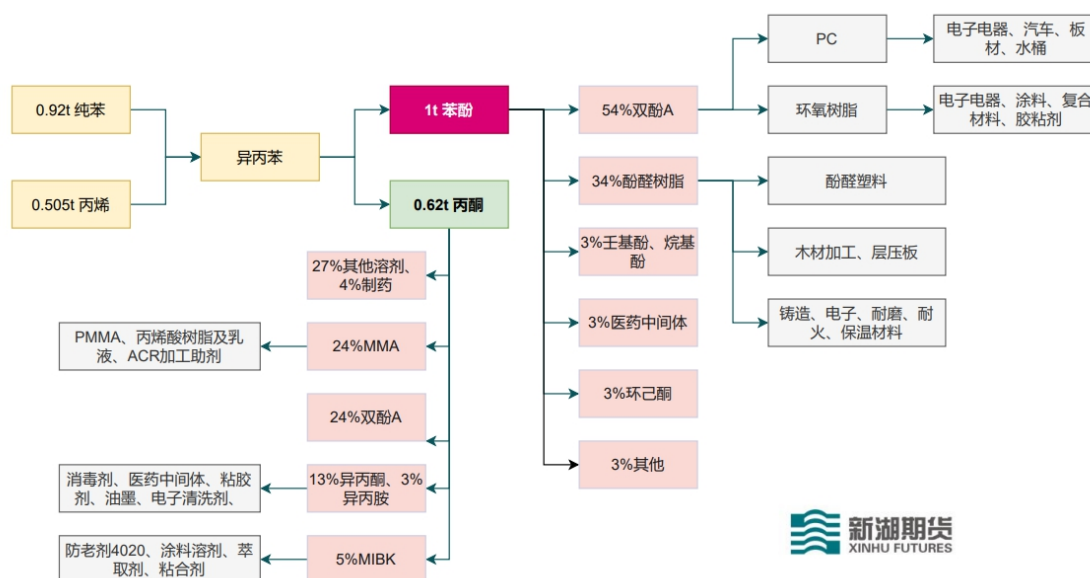 0.92t 纯苯
0.505t 丙烯
异丙苯
1t 苯酚
0.62t 丙酮
54%双酚A
PC
电子电器、汽车、板
材、水桶
环氧树脂
电子电器、涂料、复合
材料、胶粘剂
34%酚醛树脂
酚醛塑料
木材加工、层压板
铸造、电子、耐磨、耐
火、保温材料
3%壬基酚、烷基
酚
3%医药中间体
3%环己酮
3%其他
27%其他溶剂、
4%制药
24%MMA
PMMA、丙烯酸树脂及乳
液、ACR加工助剂
24%双酚A
13%异丙酮、3%
异丙胺
消毒剂、医药中间体、粘胶
剂、油墨、电子清洗剂、
5%MIBK
防老剂4020、涂料溶剂、萃
取剂、粘合剂
新湖期货
XINHU FUTURES